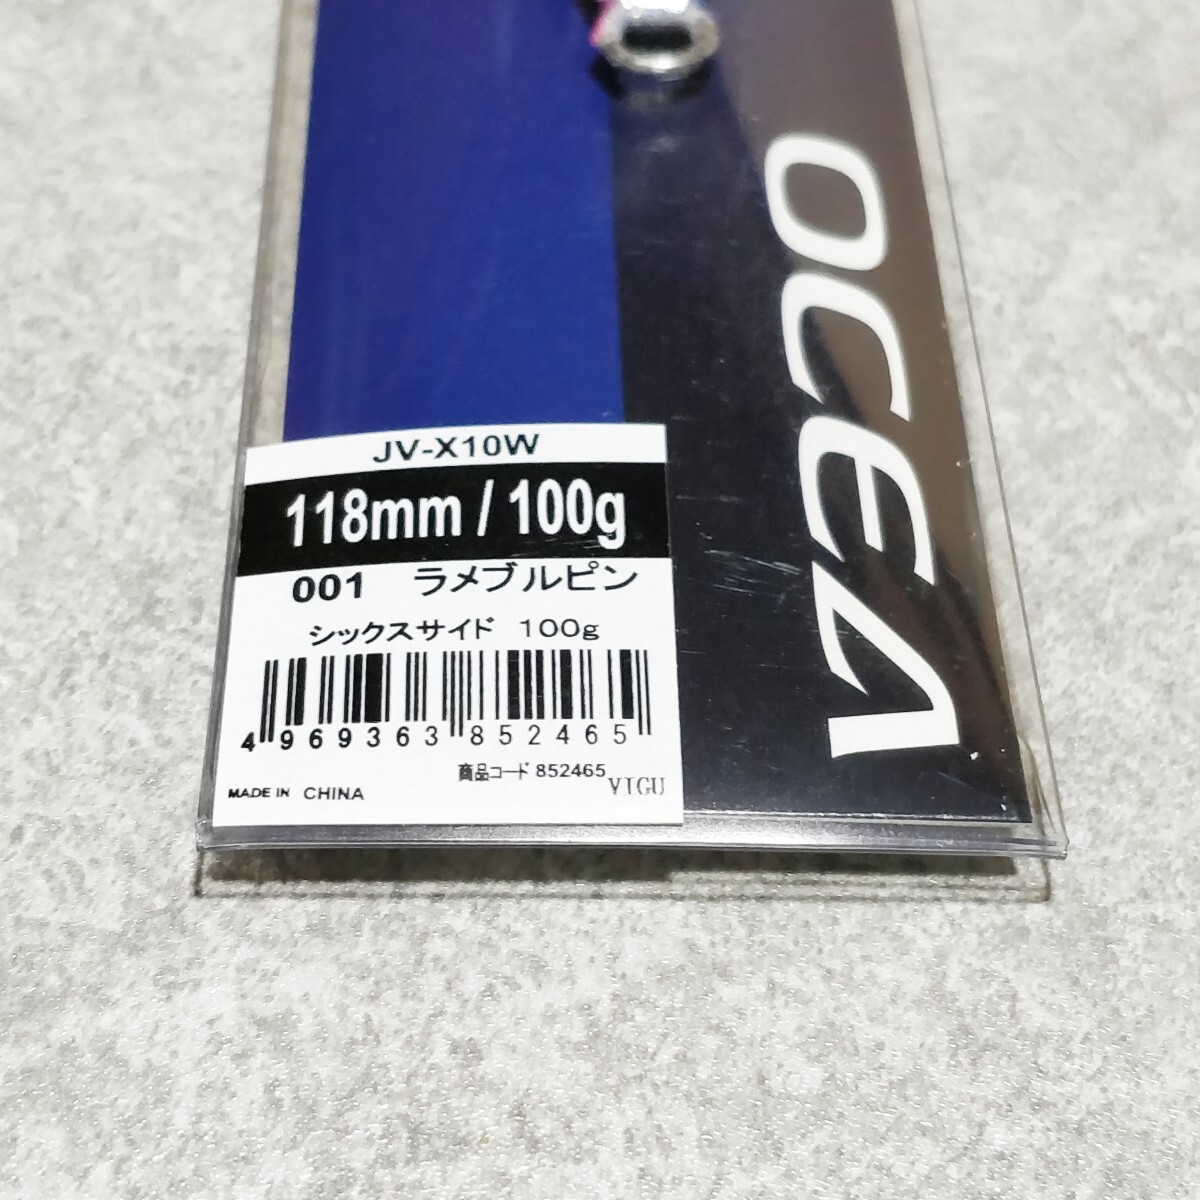 OCEA
JV-X10W
118mm / 100g
001 ラメブルピン
シックスサイド 100g
4 969363 852465
商品コード 852465
MADE IN CHINA
VIGU